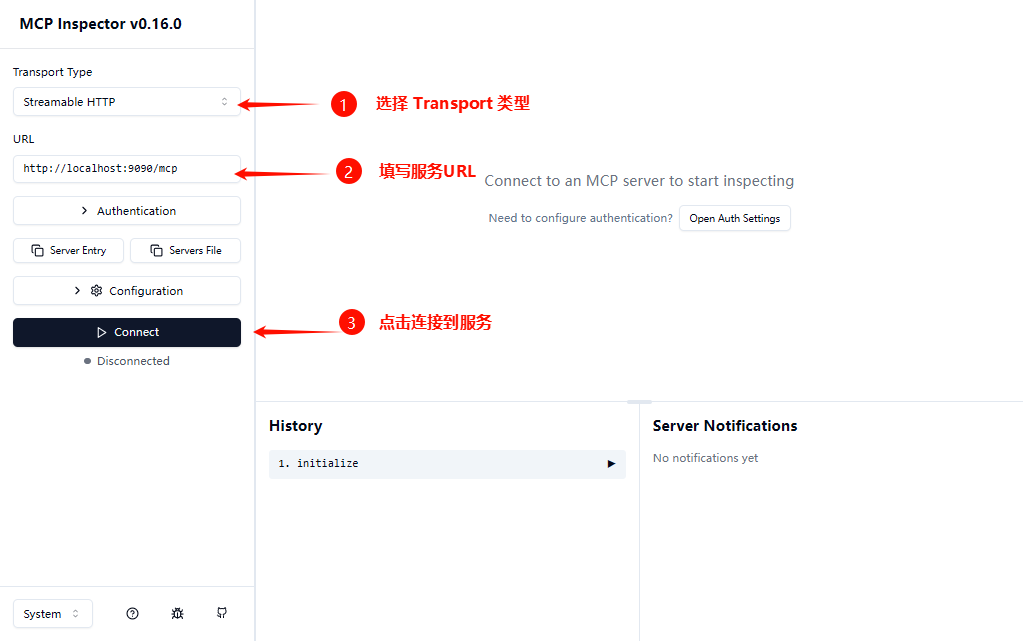 MCP Inspector v0.16.0
Transport Type
Streamable HTTP
1 选择 Transport 类型
URL
http://localhost:9090/mcp
2 填写服务URL
Authentication
Server Entry
Servers File
Configuration
3 点击连接到服务
Connect
Disconnected
Connect to an MCP server to start inspecting
Need to configure authentication? Open Auth Settings
History
1. initialize
Server Notifications
No notifications yet
System